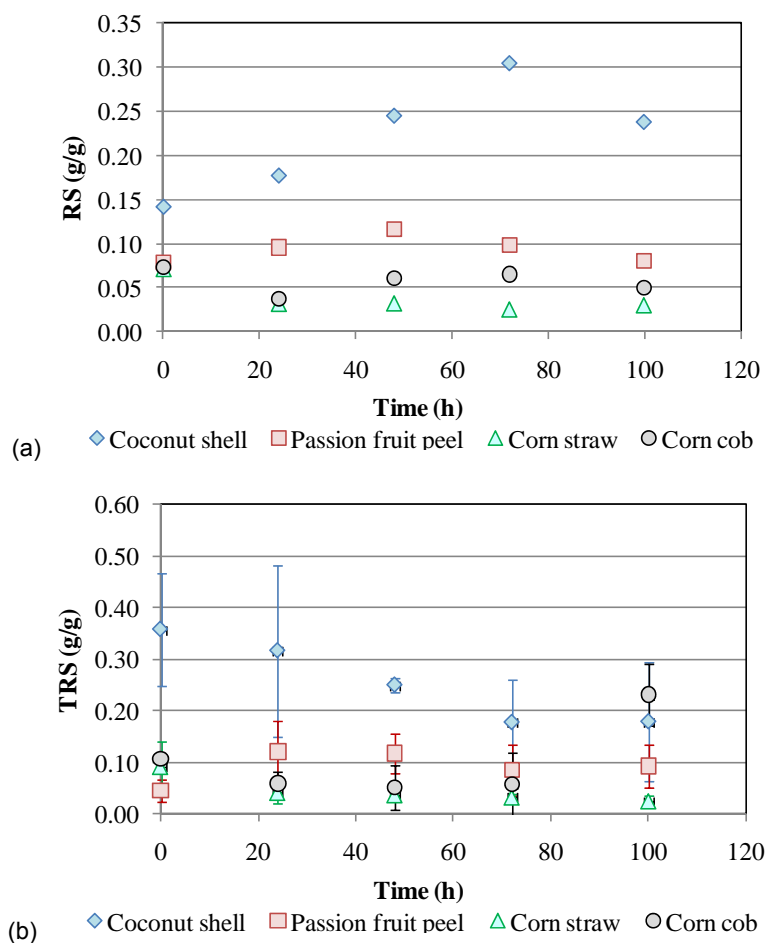 RS (g/g)
0.35
0.30
0.25
0.20
0.15
0.10
0.05
0.00
0 20 40 60 80 100 120
Time (h)
(a) Coconut shell Passion fruit peel Corn straw Corn cob
TRS (g/g)
0.60
0.50
0.40
0.30
0.20
0.10
0.00
0 20 40 60 80 100 120
Time (h)
(b) Coconut shell Passion fruit peel Corn straw Corn cob